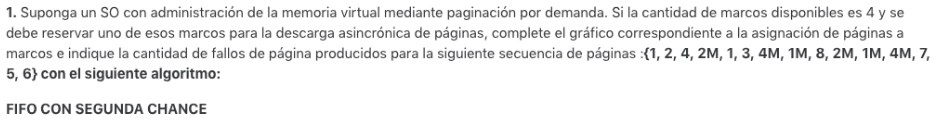 1. Suponga un SO con administración de la memoria virtual mediante paginación por demanda. Si la cantidad de marcos disponibles es 4 y se
debe reservar uno de esos marcos para la descarga asincrónica de páginas, complete el gráfico correspondiente a la asignación de páginas a
marcos e indique la cantidad de fallos de página producidos para la siguiente secuencia de páginas :{1, 2, 4, 2M, 1, 3, 4M, 1M, 8, 2M, 1M, 4M, 7,
5, 6} con el siguiente algoritmo:
FIFO CON SEGUNDA CHANCE